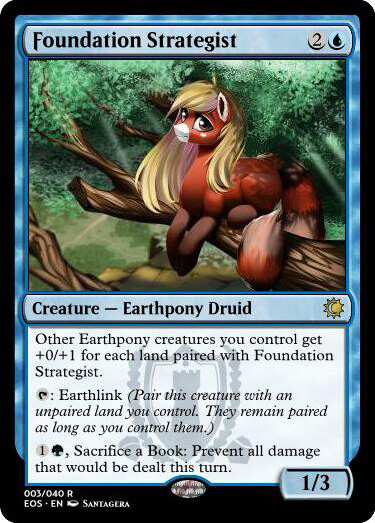 Foundation Strategist 2
Creature — Earthpony Druid
Other Earthpony creatures you control get
+0/+1 for each land paired with Foundation
Strategist.
: Earthlink (Pair this creature with an
unpaired land you control. They remain paired
as long as you control them.)
1, Sacrifice a Book: Prevent all damage
that would be dealt this turn.
1/3
003/040 R
EOS • EN SANTAGERA